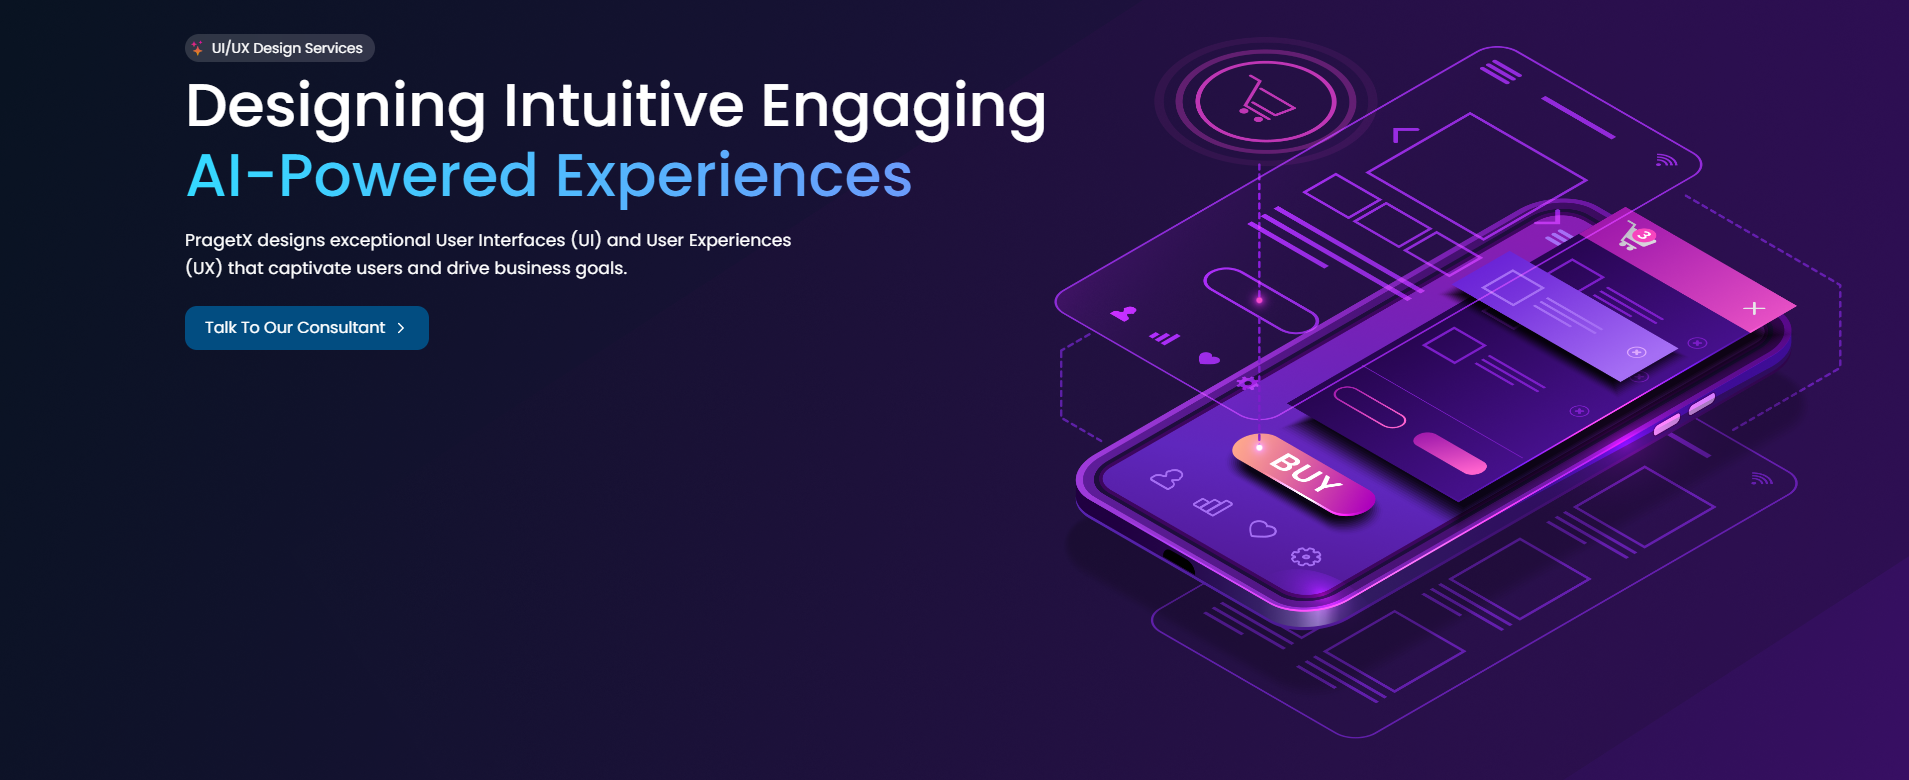 UI/UX Design Services
Designing Intuitive Engaging
AI-Powered Experiences
PragetX designs exceptional User Interfaces (UI) and User Experiences
(UX) that captivate users and drive business goals.
Talk To Our Consultant
3
BUY